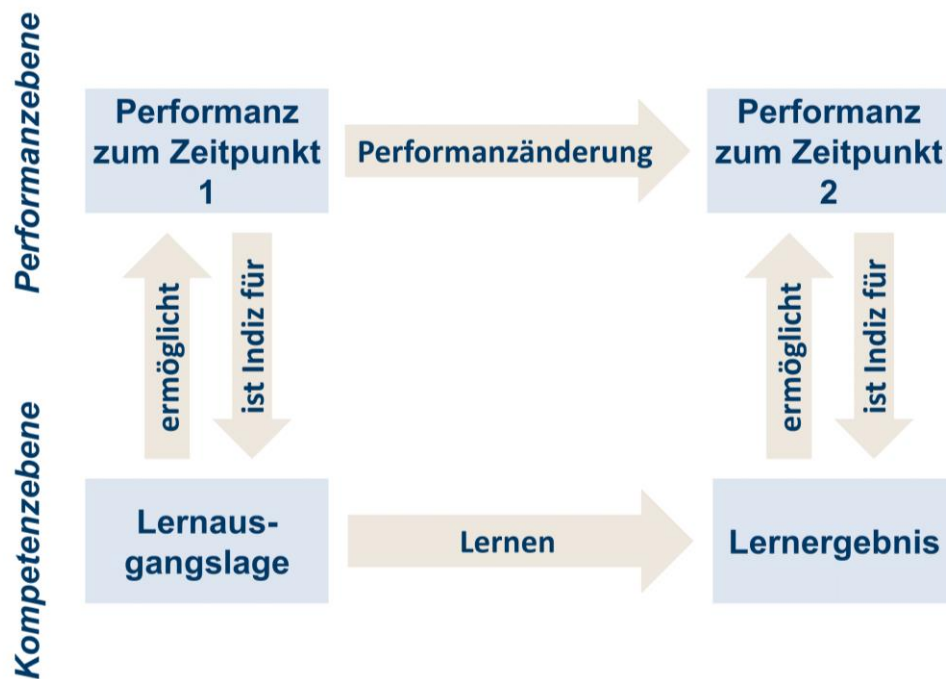 Performanzebene
Performanz
zum Zeitpunkt
1
Performanzänderung
Performanz
zum Zeitpunkt
2
ermöglicht
ist Indiz für
ermöglicht
ist Indiz für
Kompetenzebene
Lernaus-
gangslage
Lernen
Lernergebnis